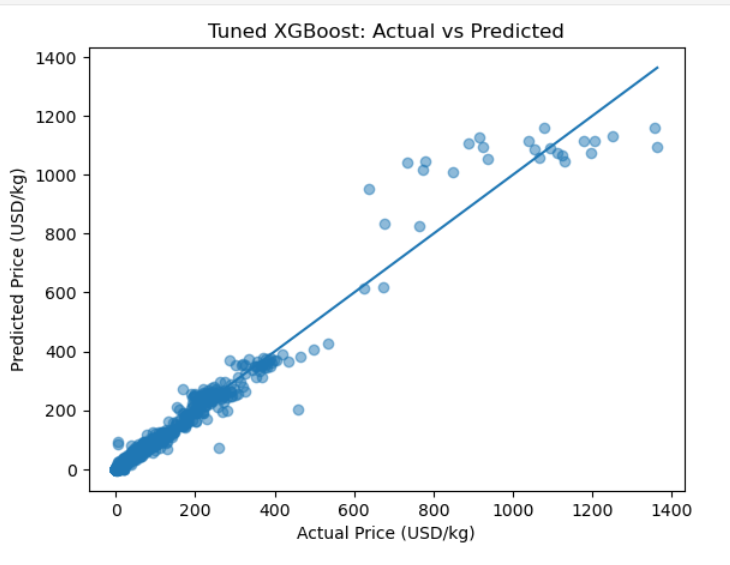 Tuned XGBoost: Actual vs Predicted
1400
1200
1000
800
600
400
200
0
Predicted Price (USD/kg)
0 200 400 600 800 1000 1200 1400
Actual Price (USD/kg)